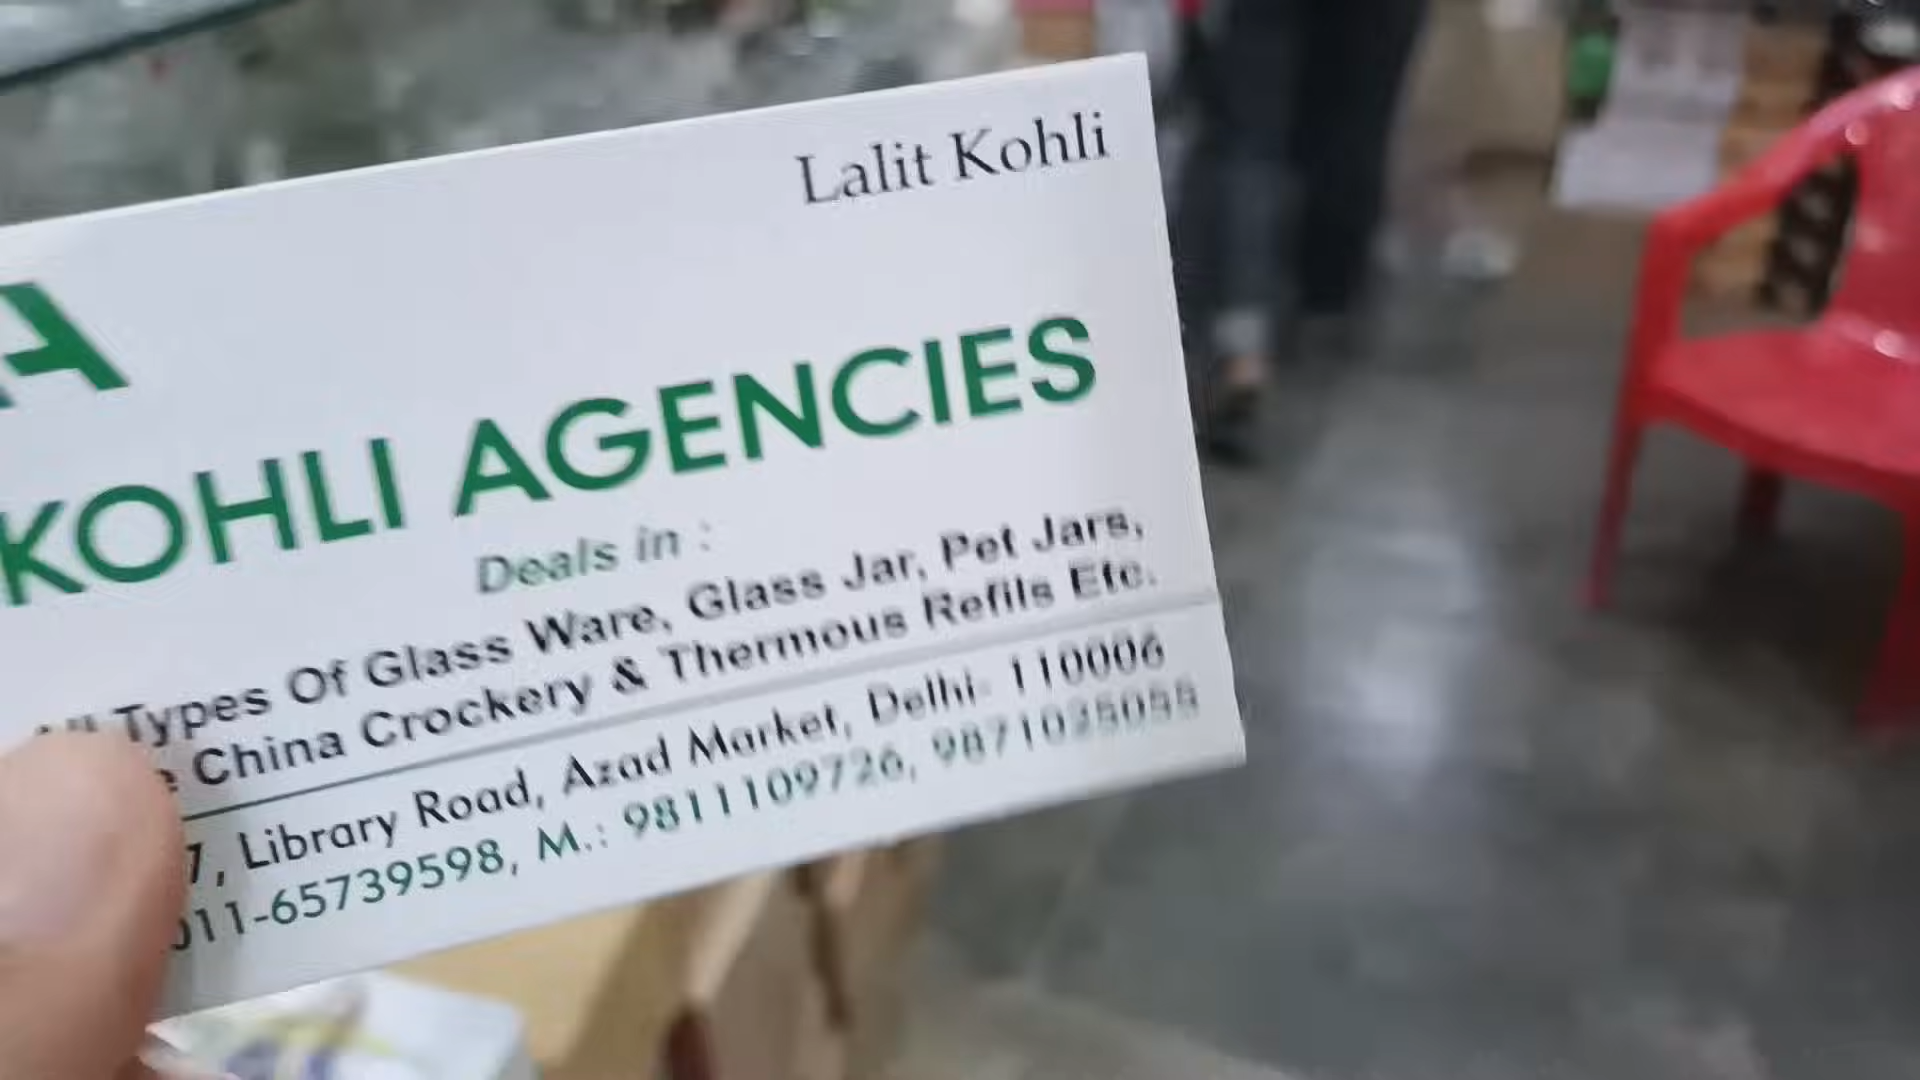 Lalit Kohli
A
KOHLI AGENCIES
Deals in :
Types Of Glass Ware, Glass Jar, Pet Jars,
China Crockery & Thermous Refils Etc.
7, Library Road, Azad Market, Delhi- 110006
011-65739598, M.: 9811109726, 9871025055